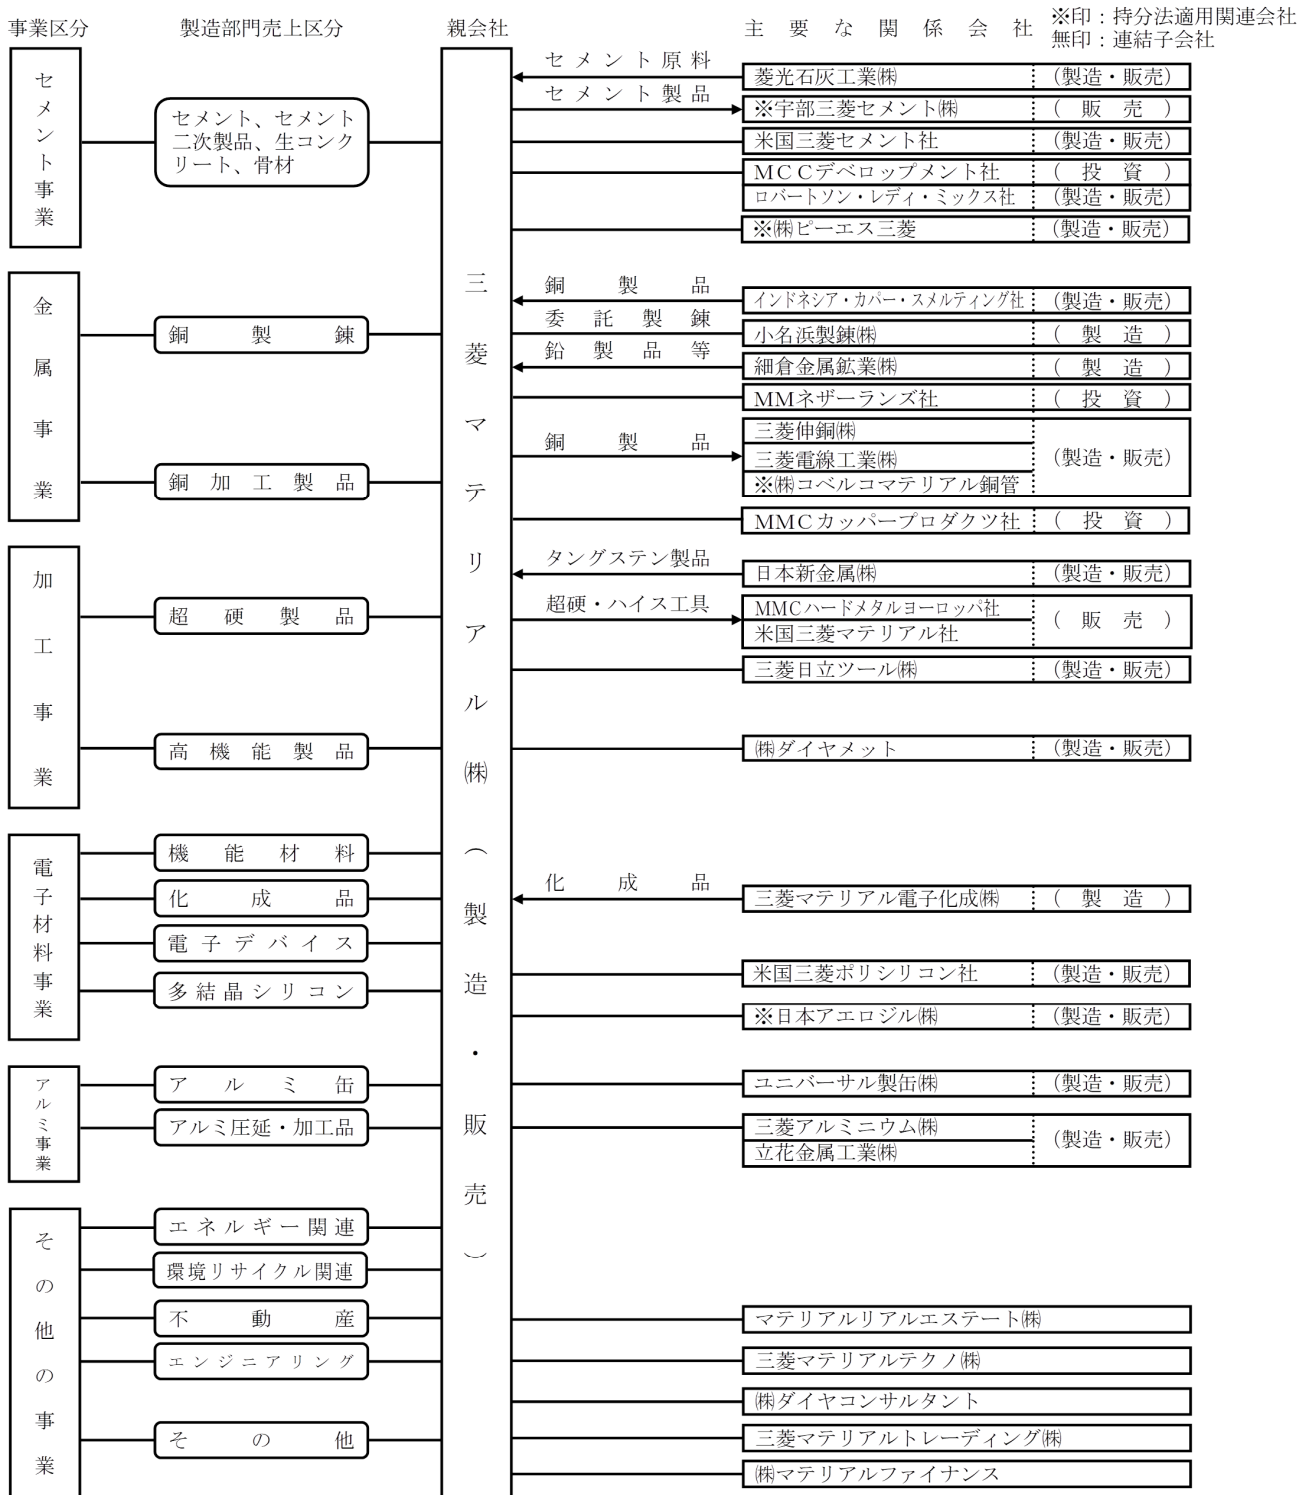 事業区分 製造部門売上区分 親会社 主要な関係会社
※印：持分法適用関連会社
無印：連結子会社
セメント事業
セメント、セメント
二次製品、生コンク
リート、骨材
三菱マテリアル㈱（製造・販売）
セメント原料
菱光石灰工業㈱ （製造・販売）
セメント製品
※宇部三菱セメント㈱ （販売）
米国三菱セメント社 （製造・販売）
ＭＣＣデベロップメント社 （投資）
ロバートソン・レディ・ミックス社 （製造・販売）
※㈱ピーエス三菱 （製造・販売）
金属事業
銅製錬
銅加工製品
銅製品
インドネシア・カパー・スメルティング社 （製造・販売）
委託製錬
小名浜製錬㈱ （製造）
鉛製品等
細倉金属鉱業㈱ （製造）
ＭＭネザーランズ社 （投資）
銅製品
三菱伸銅㈱
三菱電線工業㈱ （製造・販売）
※㈱コベルコマテリアル銅管
ＭＭＣカッパープロダクツ社 （投資）
加工事業
超硬製品
高機能製品
タングステン製品
日本新金属㈱ （製造・販売）
超硬・ハイス工具
ＭＭＣハードメタルヨーロッパ社
米国三菱マテリアル社 （販売）
三菱日立ツール㈱ （製造・販売）
㈱ダイヤメット （製造・販売）
電子材料事業
機能材料
化成品
電子デバイス
多結晶シリコン
化成品
三菱マテリアル電子化成㈱ （製造）
米国三菱ポリシリコン社 （製造・販売）
※日本アエロジル㈱ （製造・販売）
アルミ事業
アルミ缶
アルミ圧延・加工品
ユニバーサル製缶㈱ （製造・販売）
三菱アルミニウム㈱
立花金属工業㈱ （製造・販売）
その他の事業
エネルギー関連
環境リサイクル関連
不動産
エンジニアリング
その他
マテリアルリアルエステート㈱
三菱マテリアルテクノ㈱
㈱ダイヤコンサルタント
三菱マテリアルトレーディング㈱
㈱マテリアルファイナンス